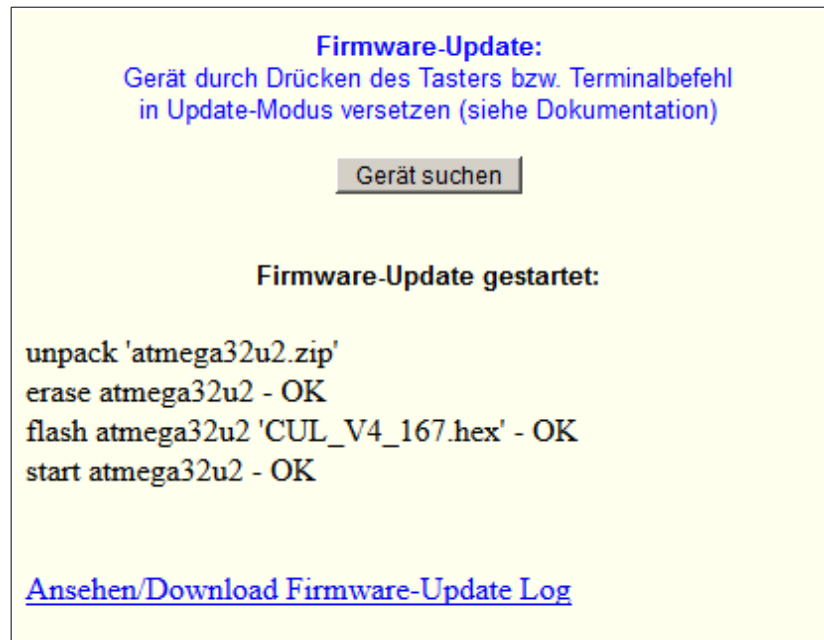 Firmware-Update:
Gerät durch Drücken des Tasters bzw. Terminalbefehl
in Update-Modus versetzen (siehe Dokumentation)
Gerät suchen
Firmware-Update gestartet:
unpack 'atmega32u2.zip'
erase atmega32u2 - OK
flash atmega32u2 'CUL_V4_167.hex' - OK
start atmega32u2 - OK
Ansehen/Download Firmware-Update Log